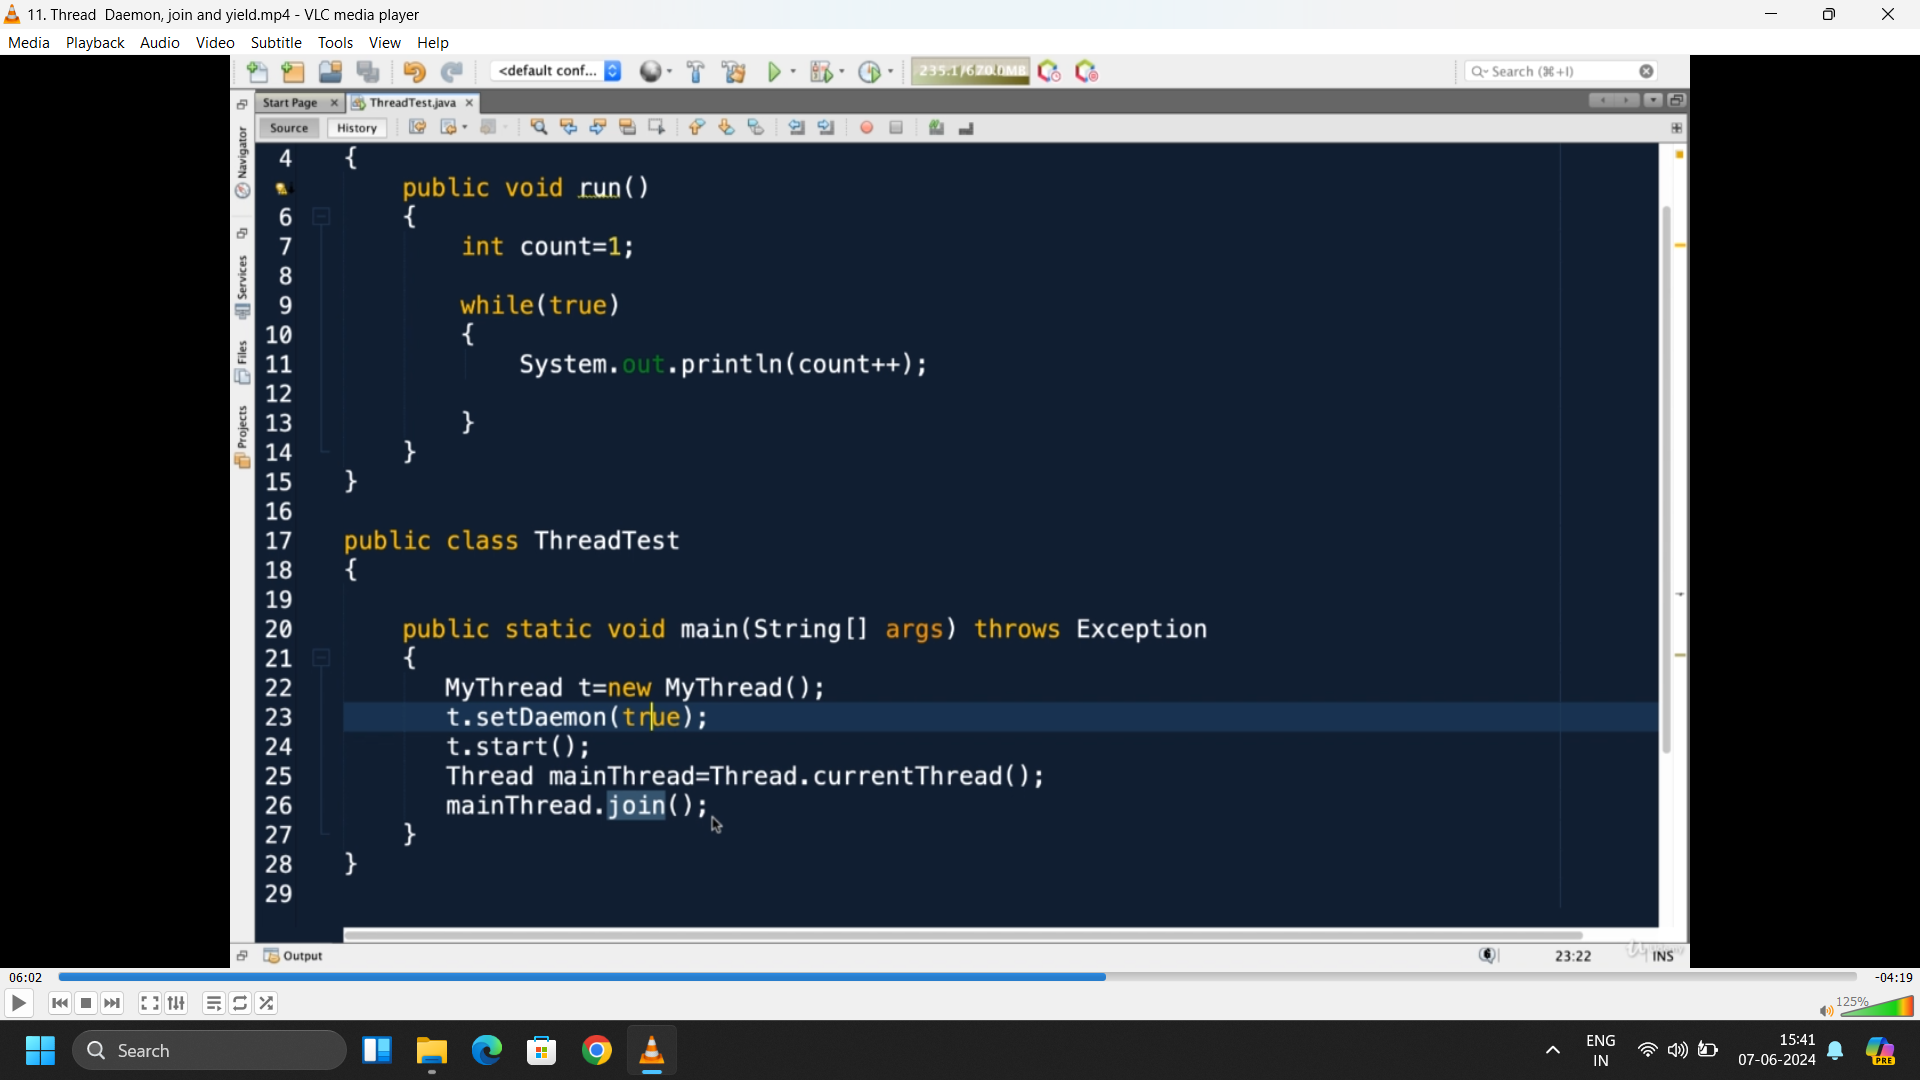 11. Thread  Daemon, join and yield.mp4 - VLC media player
Media Playback Audio Video Subtitle Tools View Help
<default conf... 235.1/670.0MB Search (⌘+I)
Start Page ThreadTest.java
Source History
Navigator
Services
Files
Projects
4 {
public void run()
6 {
7 int count=1;
8
9 while(true)
10 {
11 System.out.println(count++);
12
13 }
14 }
15 }
16
17 public class ThreadTest
18 {
19
20 public static void main(String[] args) throws Exception
21 {
22 MyThread t=new MyThread();
23 t.setDaemon(true);
24 t.start();
25 Thread mainThread=Thread.currentThread();
26 mainThread.join();
27 }
28 }
29
Output 23:22 INS
06:02 -04:19
125%
Search
ENG
IN
15:41
07-06-2024
PRE